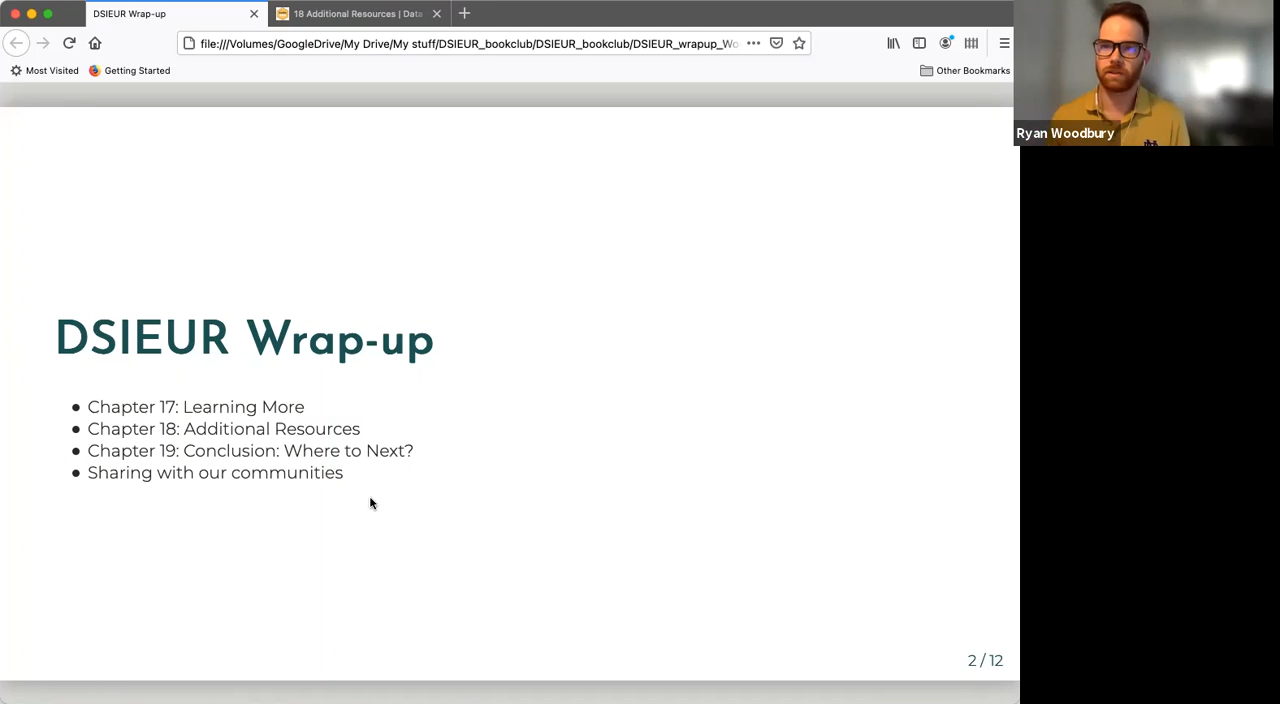 DSIEUR Wrap-up
18 Additional Resources | Data
file:///Volumes/GoogleDrive/My Drive/My stuff/DSIEUR_bookclub/DSIEUR_bookclub/DSIEUR_wrapup_Wo
Most Visited
Getting Started
Other Bookmarks
Ryan Woodbury
DSIEUR Wrap-up
● Chapter 17: Learning More
● Chapter 18: Additional Resources
● Chapter 19: Conclusion: Where to Next?
● Sharing with our communities
2 / 12